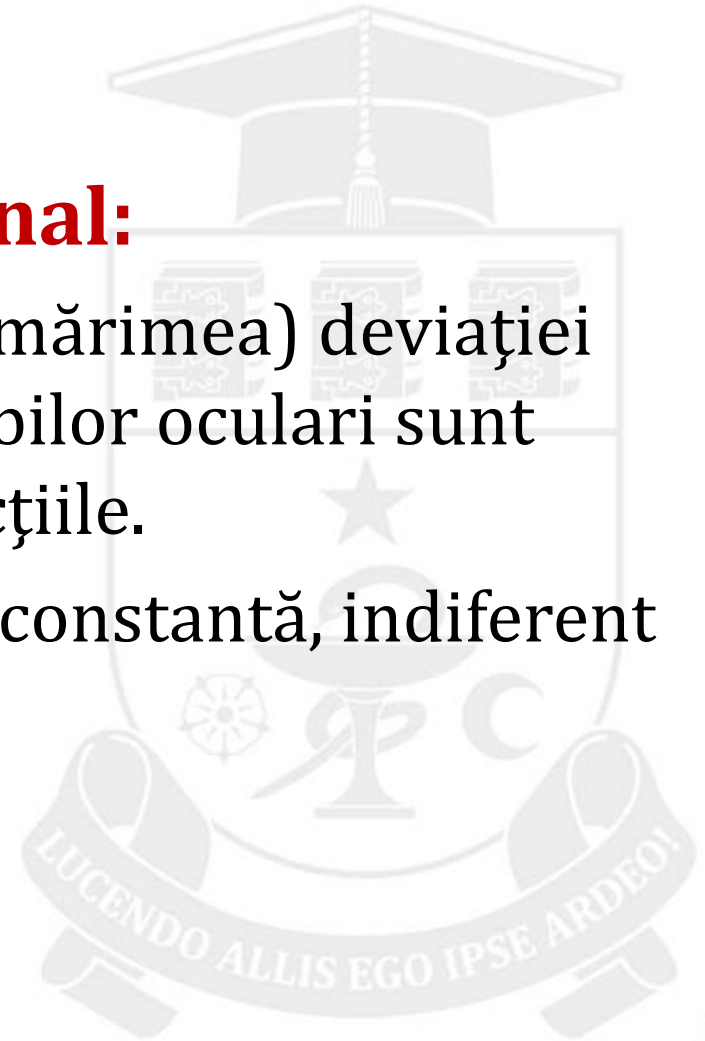 nal:
mărimea) deviaţiei
bilor oculari sunt
cţiile.
constantă, indiferent
LUCENDO ALLIS EGO IPSE ARDEO!